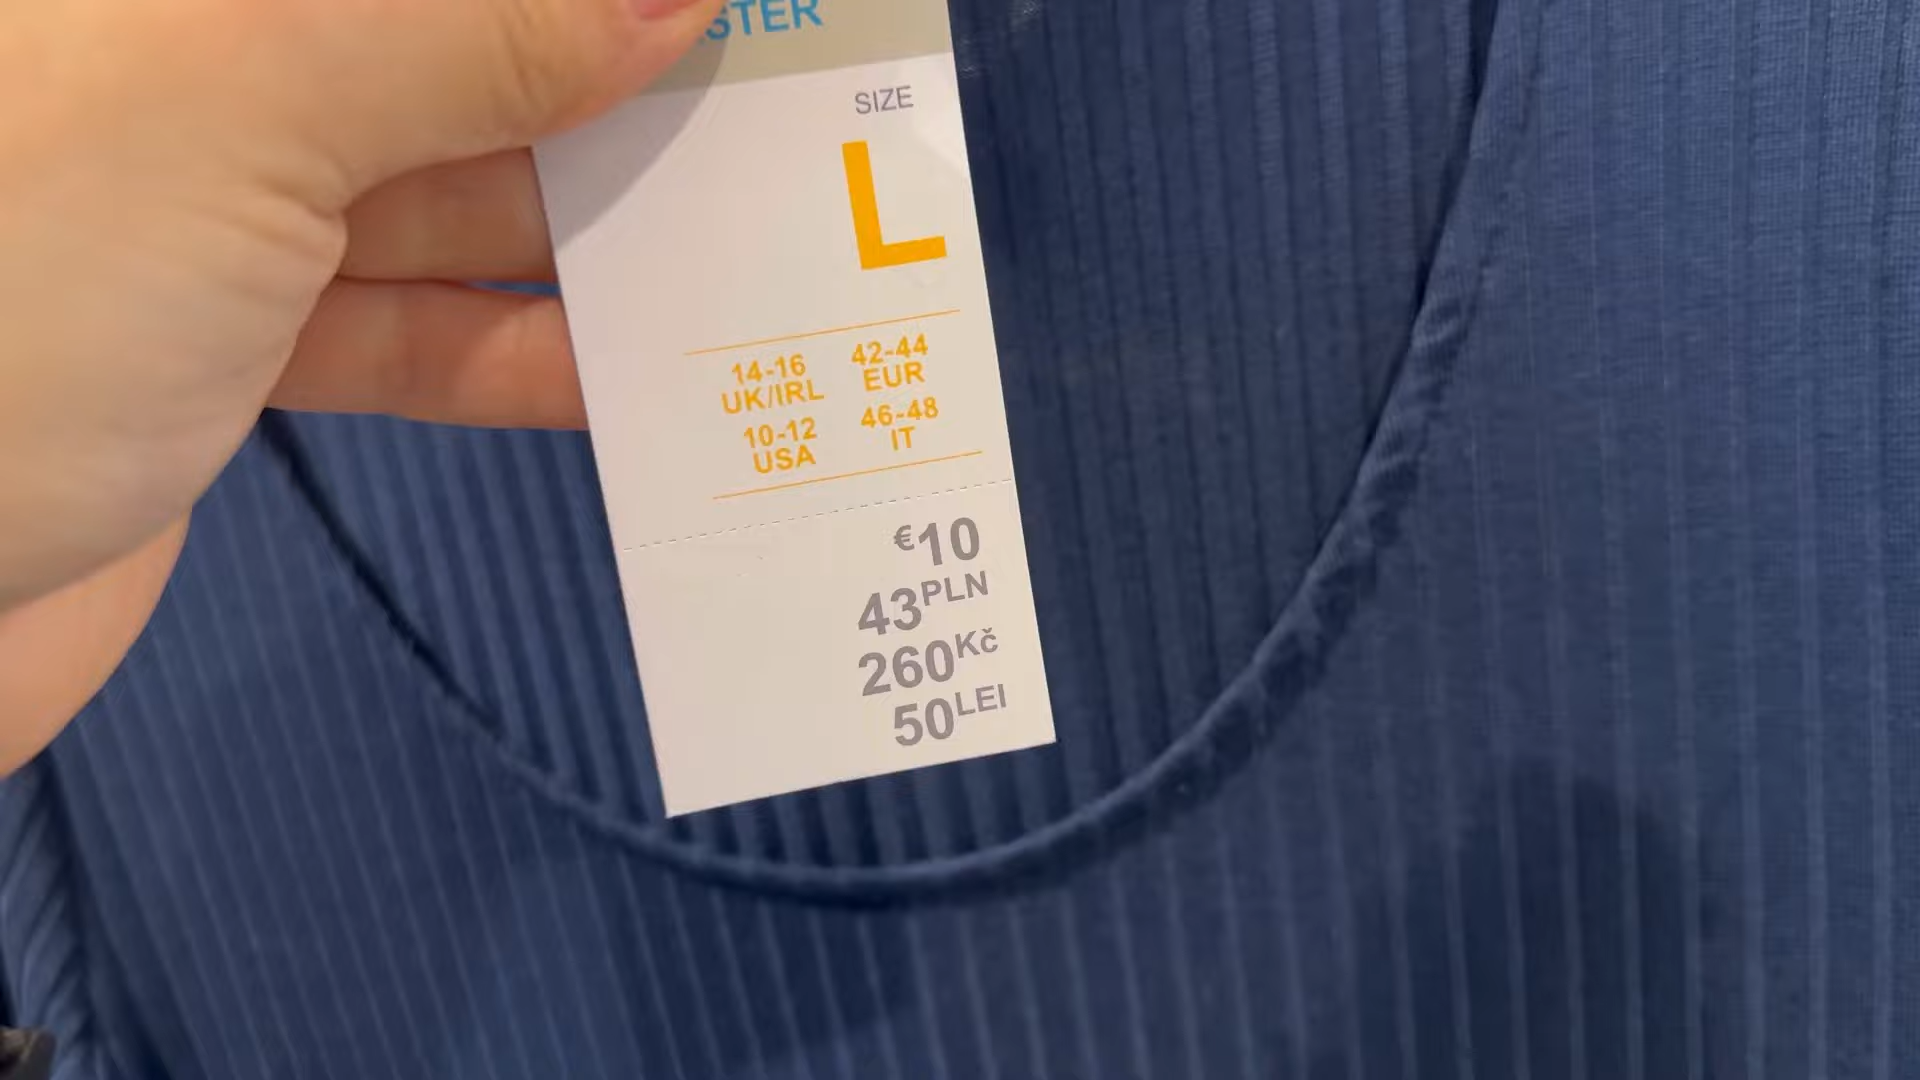 SIZE
L
14-16 42-44
UK/IRL EUR
10-12 46-48
USA IT
€10
43PLN
260Kč
50LEI